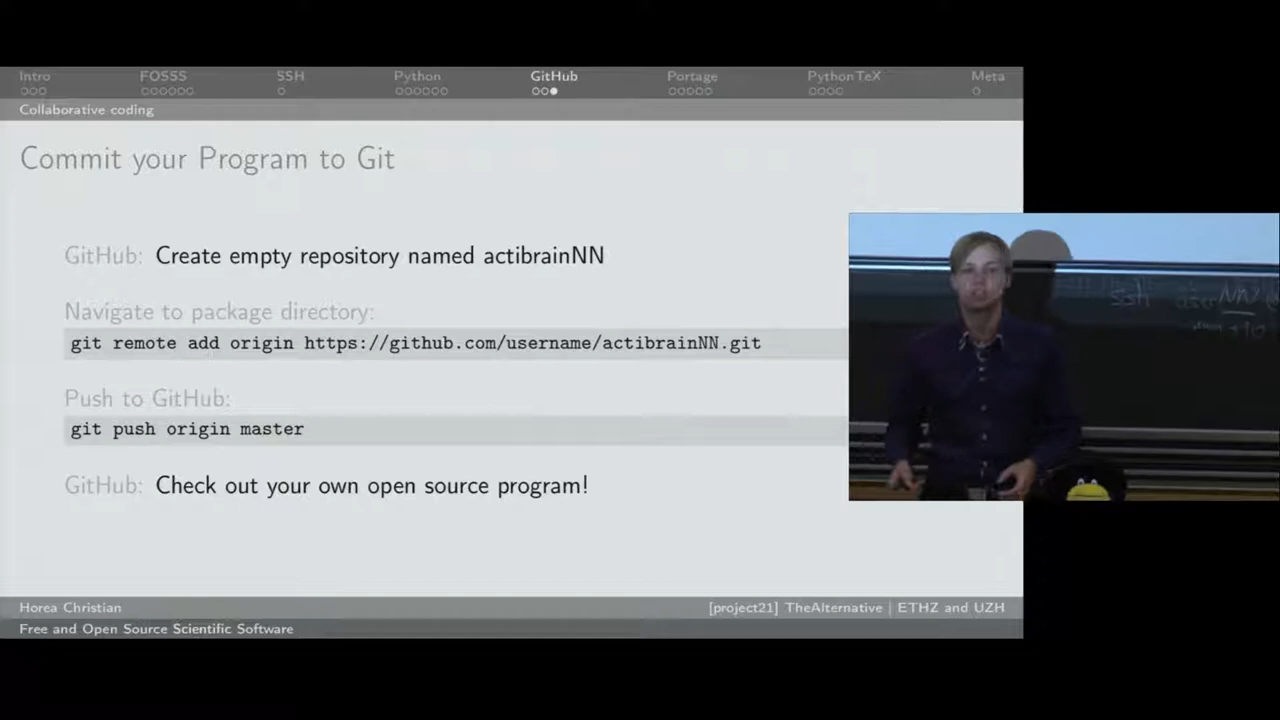 Intro FOSSS SSH Python GitHub Portage PythonTeX Meta
Collaborative coding
Commit your Program to Git
GitHub: Create empty repository named actibrainNN
Navigate to package directory:
git remote add origin https://github.com/username/actibrainNN.git
Push to GitHub:
git push origin master
GitHub: Check out your own open source program!
Horea Christian [project21] TheAlternative | ETHZ and UZH
Free and Open Source Scientific Software